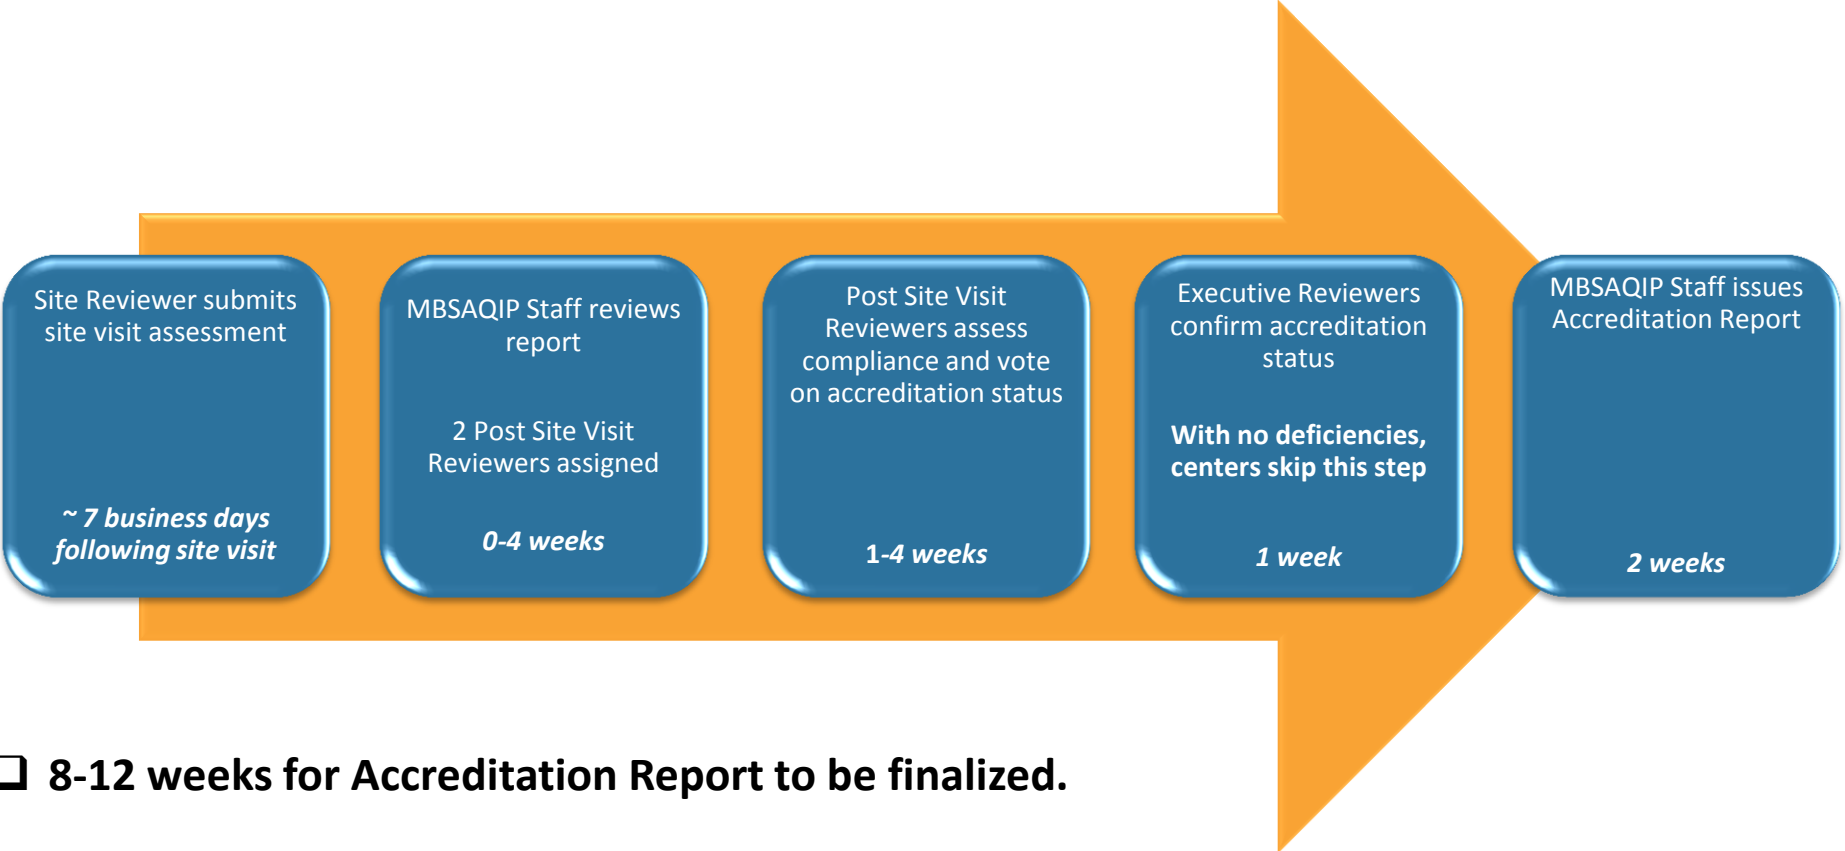 Site Reviewer submits
site visit assessment
~ 7 business days
following site visit
MBSAQIP Staff reviews
report
2 Post Site Visit
Reviewers assigned
0-4 weeks
Post Site Visit
Reviewers assess
compliance and vote
on accreditation status
1-4 weeks
Executive Reviewers
confirm accreditation
status
With no deficiencies,
centers skip this step
1 week
MBSAQIP Staff issues
Accreditation Report
2 weeks
8-12 weeks for Accreditation Report to be finalized.